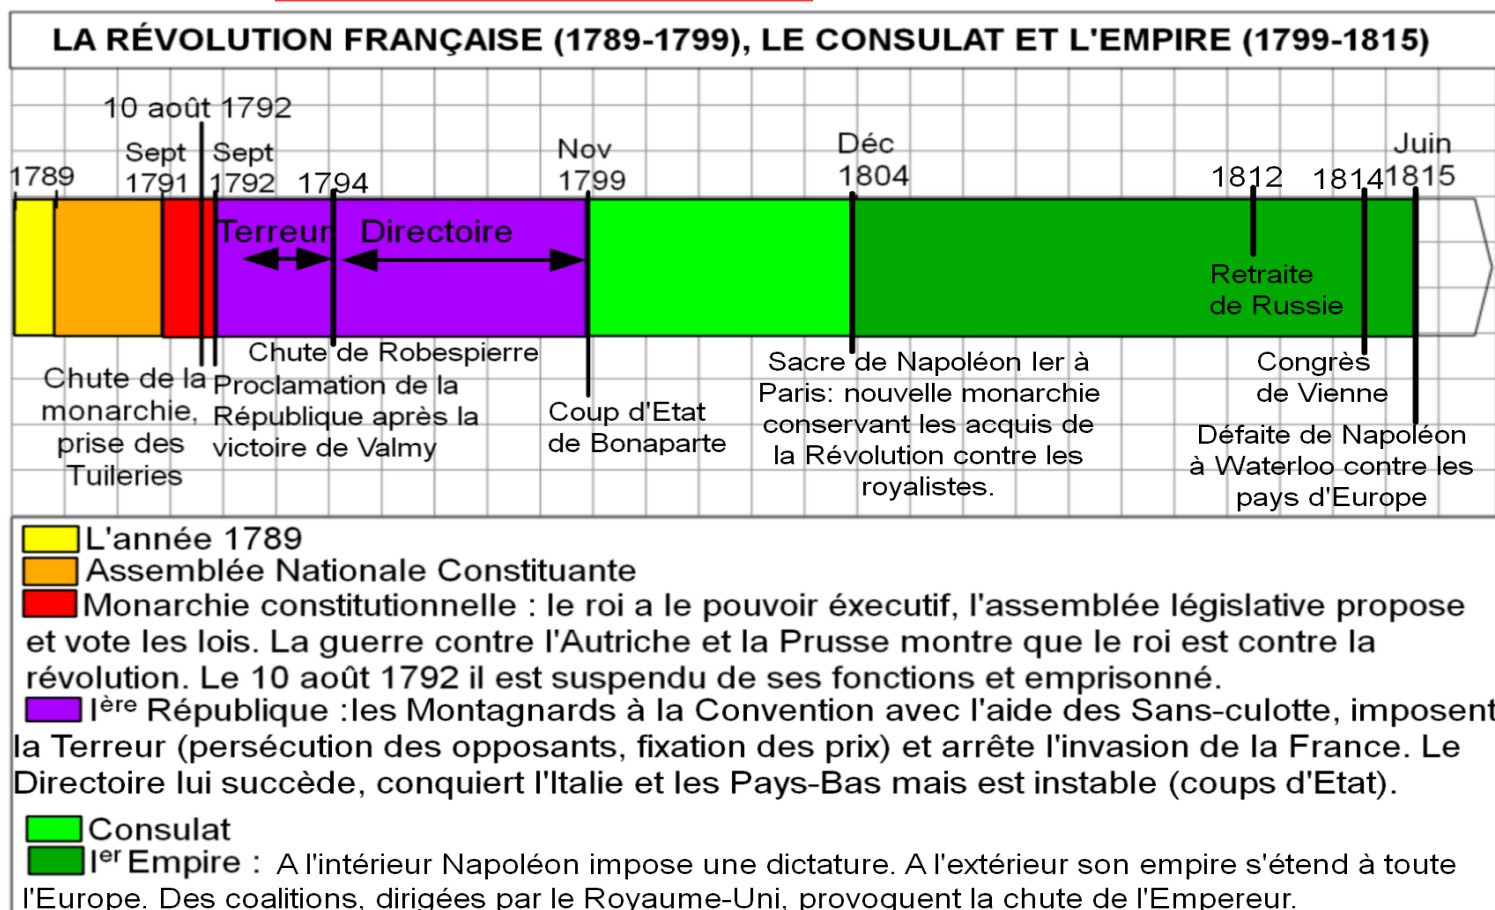 LA RÉVOLUTION FRANÇAISE (1789-1799), LE CONSULAT ET L'EMPIRE (1799-1815)
10 août 1792
1789
Sept
1791
Sept
1792
1794
Nov
1799
Déc
1804
1812
1814
Juin
1815
Terreur
Directoire
Retraite
de Russie
Chute de la
monarchie,
prise des
Tuileries
Chute de Robespierre
Proclamation de la
République après la
victoire de Valmy
Coup d'Etat
de Bonaparte
Sacre de Napoléon Ier à
Paris: nouvelle monarchie
conservant les acquis de
la Révolution contre les
royalistes.
Congrès
de Vienne
Défaite de Napoléon
à Waterloo contre les
pays d'Europe
L'année 1789
Assemblée Nationale Constituante
Monarchie constitutionnelle : le roi a le pouvoir éxecutif, l'assemblée législative propose
et vote les lois. La guerre contre l'Autriche et la Prusse montre que le roi est contre la
révolution. Le 10 août 1792 il est suspendu de ses fonctions et emprisonné.
Ière République :les Montagnards à la Convention avec l'aide des Sans-culotte, imposent
la Terreur (persécution des opposants, fixation des prix) et arrête l'invasion de la France. Le
Directoire lui succède, conquiert l'Italie et les Pays-Bas mais est instable (coups d'Etat).
Consulat
Ier Empire : A l'intérieur Napoléon impose une dictature. A l'extérieur son empire s'étend à toute
l'Europe. Des coalitions, dirigées par le Royaume-Uni, provoquent la chute de l'Empereur.